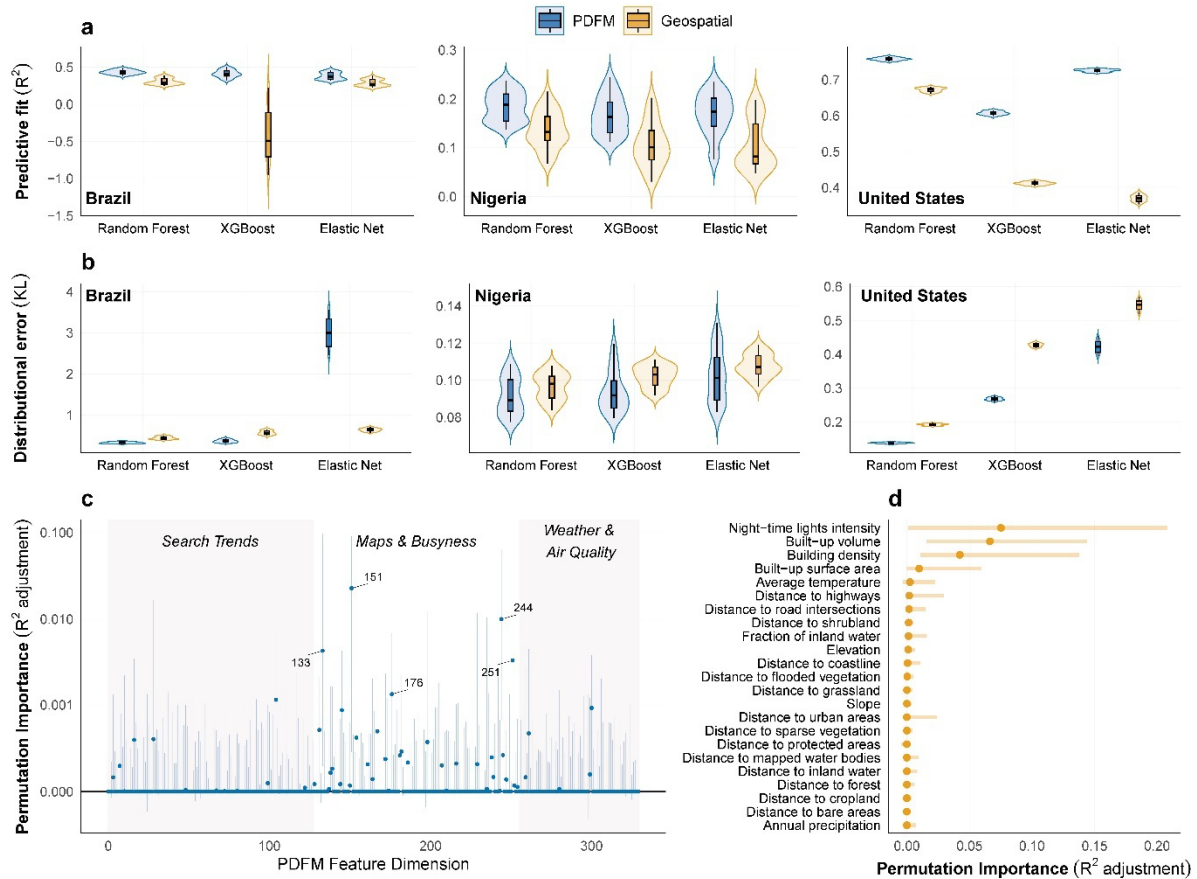 PDFM Geospatial
a
Predictive fit (R²)
0.5
0.0
−0.5
−1.0
−1.5
Brazil
Random Forest XGBoost Elastic Net
0.3
0.2
0.1
0.0
Nigeria
Random Forest XGBoost Elastic Net
0.7
0.6
0.5
0.4
United States
Random Forest XGBoost Elastic Net
b
Distributional error (KL)
4
3
2
1
Brazil
Random Forest XGBoost Elastic Net
0.14
0.12
0.10
0.08
Nigeria
Random Forest XGBoost Elastic Net
0.6
0.5
0.4
0.3
0.2
United States
Random Forest XGBoost Elastic Net
c
Permutation Importance (R² adjustment)
0.100
0.010
0.001
0.000
Search Trends
Maps & Busyness
Weather &
Air Quality
151
244
133
251
176
0 100 200 300
PDFM Feature Dimension
d
Night−time lights intensity
Built−up volume
Building density
Built−up surface area
Average temperature
Distance to highways
Distance to road intersections
Distance to shrubland
Fraction of inland water
Elevation
Distance to coastline
Distance to flooded vegetation
Distance to grassland
Slope
Distance to urban areas
Distance to sparse vegetation
Distance to protected areas
Distance to mapped water bodies
Distance to inland water
Distance to forest
Distance to cropland
Distance to bare areas
Annual precipitation
0.00 0.05 0.10 0.15 0.20
Permutation Importance (R² adjustment)